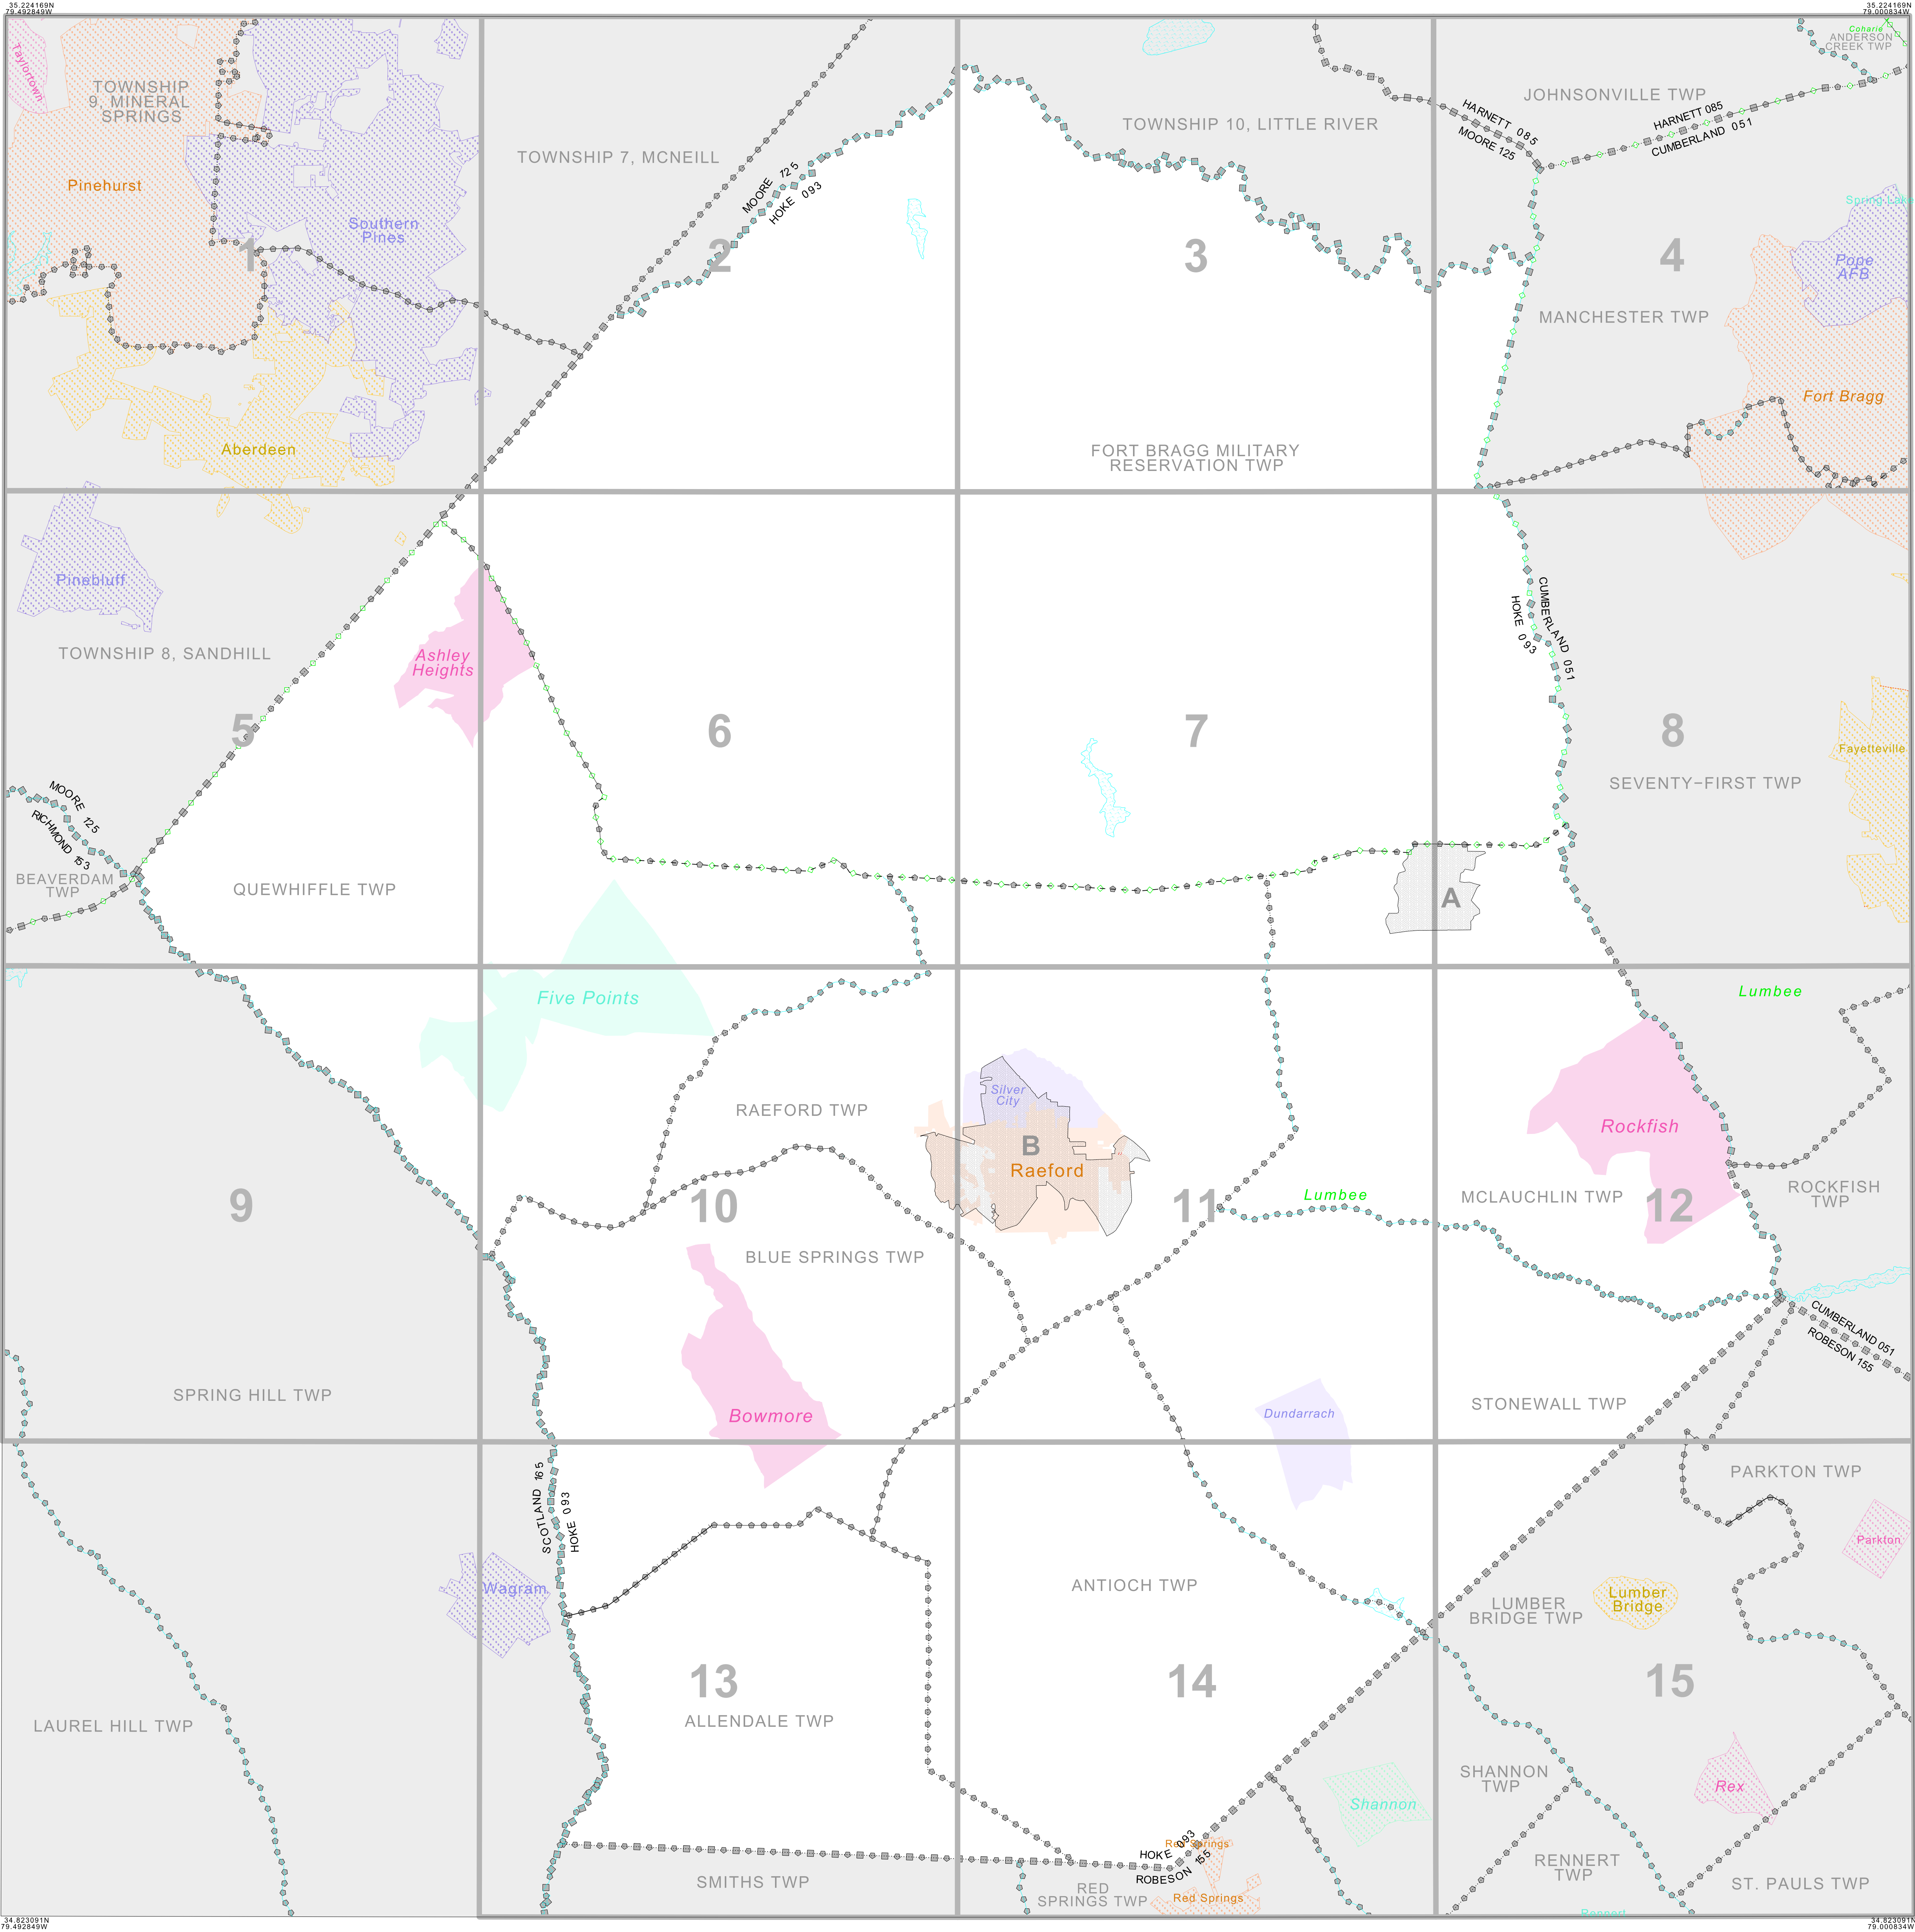 35.224169N
79.492849W
35.224169N
79.000834W
Taylortown
TOWNSHIP
9, MINERAL
SPRINGS
Pinehurst
Southern
Pines
1
Aberdeen
TOWNSHIP 7, MCNEILL
MOORE 125
HOKE 093
2
TOWNSHIP 10, LITTLE RIVER
3
FORT BRAGG MILITARY
RESERVATION TWP
HARNETT 085
MOORE 125
JOHNSONVILLE TWP
Coharie
ANDERSON
CREEK TWP
HARNETT 085
CUMBERLAND 051
Spring Lake
4
Pope
AFB
MANCHESTER TWP
Fort Bragg
Pinebluff
TOWNSHIP 8, SANDHILL
Ashley
Heights
5
MOORE 125
RICHMOND 153
BEAVERDAM
TWP
QUEWHIFFLE TWP
6
7
CUMBERLAND 051
HOKE 093
8
Fayetteville
SEVENTY-FIRST TWP
A
Five Points
Lumbee
RAEFORD TWP
Silver
City
B
Raeford
Rockfish
9
10
11
Lumbee
MCLAUCHLIN TWP
12
ROCKFISH
TWP
BLUE SPRINGS TWP
CUMBERLAND 051
ROBESON 155
SPRING HILL TWP
Bowmore
Dundarrach
STONEWALL TWP
SCOTLAND 165
HOKE 093
PARKTON TWP
Parkton
Wagram
ANTIOCH TWP
LUMBER
BRIDGE TWP
Lumber
Bridge
13
14
15
LAUREL HILL TWP
ALLENDALE TWP
SHANNON
TWP
Rex
Shannon
HOKE 093
ROBESON 155
Red Springs
SMITHS TWP
RED
SPRINGS TWP
Red Springs
RENNERT
TWP
ST. PAULS TWP
Rennert
34.823091N
79.492849W
34.823091N
79.000834W